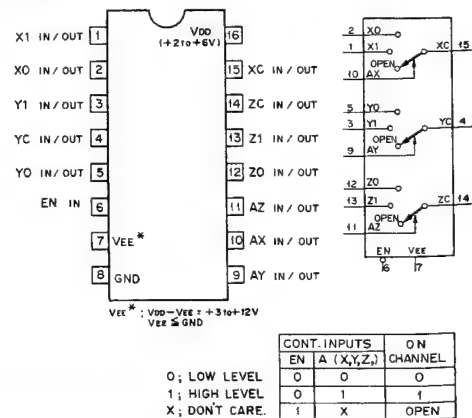 X1 IN/OUT 1
X0 IN/OUT 2
Y1 IN/OUT 3
YC IN/OUT 4
Y0 IN/OUT 5
EN IN 6
7 VEE*
8 GND
VDD 16
(+2 to +6V)
15 XC IN/OUT
14 ZC IN/OUT
13 Z1 IN/OUT
12 Z0 IN/OUT
11 AZ IN/OUT
10 AX IN/OUT
9 AY IN/OUT
VEE* ; VDD-VEE = +3 to +12V
VEE ≦ GND
2 X0
1 X1
OPEN
10 AX
XC 15
5 Y0
3 Y1
OPEN
9 AY
YC 4
12 Z0
13 Z1
OPEN
11 AZ
ZC 14
EN VEE
6 7
CONT. INPUTS ON CHANNEL
EN A (X,Y,Z,)
0 0 0
0 1 1
1 X OPEN
0; LOW LEVEL
1; HIGH LEVEL
X; DON'T CARE.